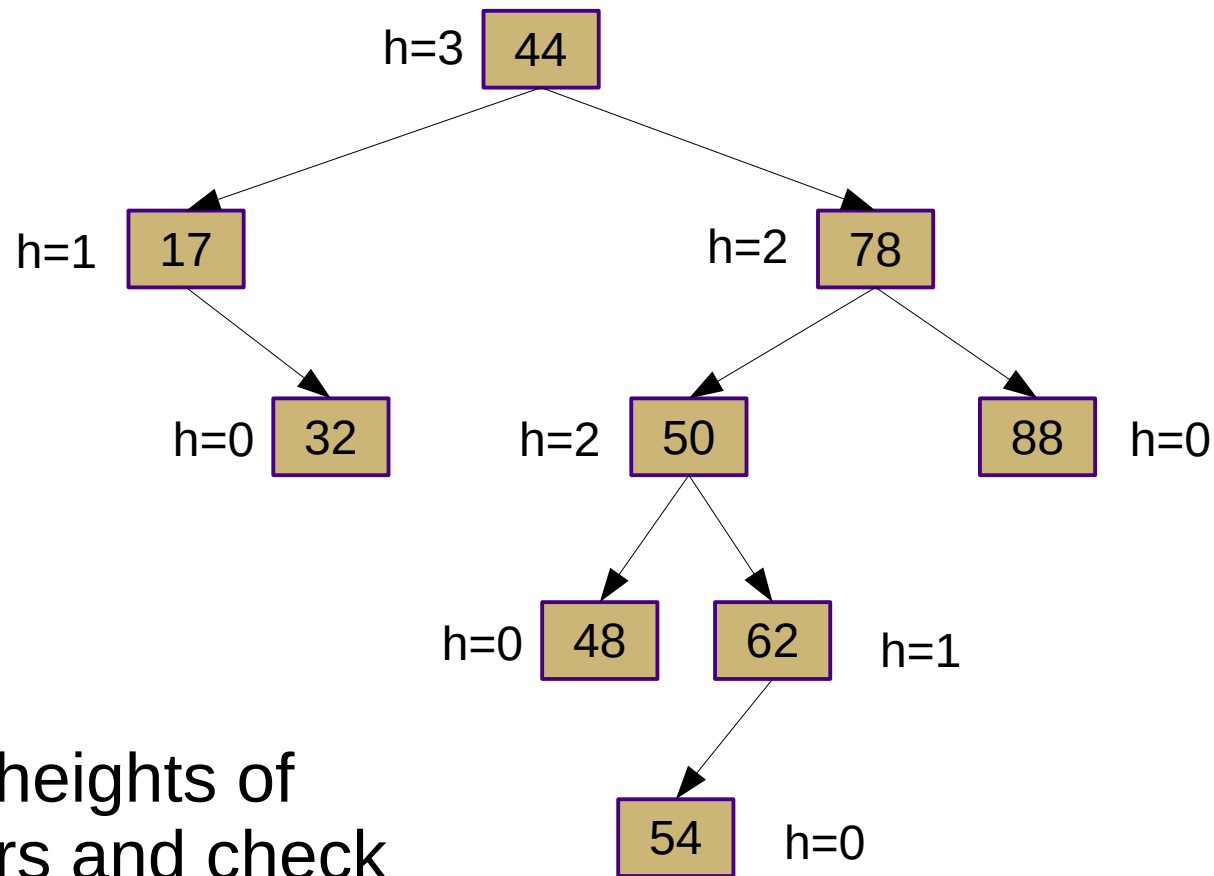 h=3 44
h=1 17 h=2 78
h=0 32 h=2 50 88 h=0
h=0 48 62 h=1
heights of
rs and check
54 h=0